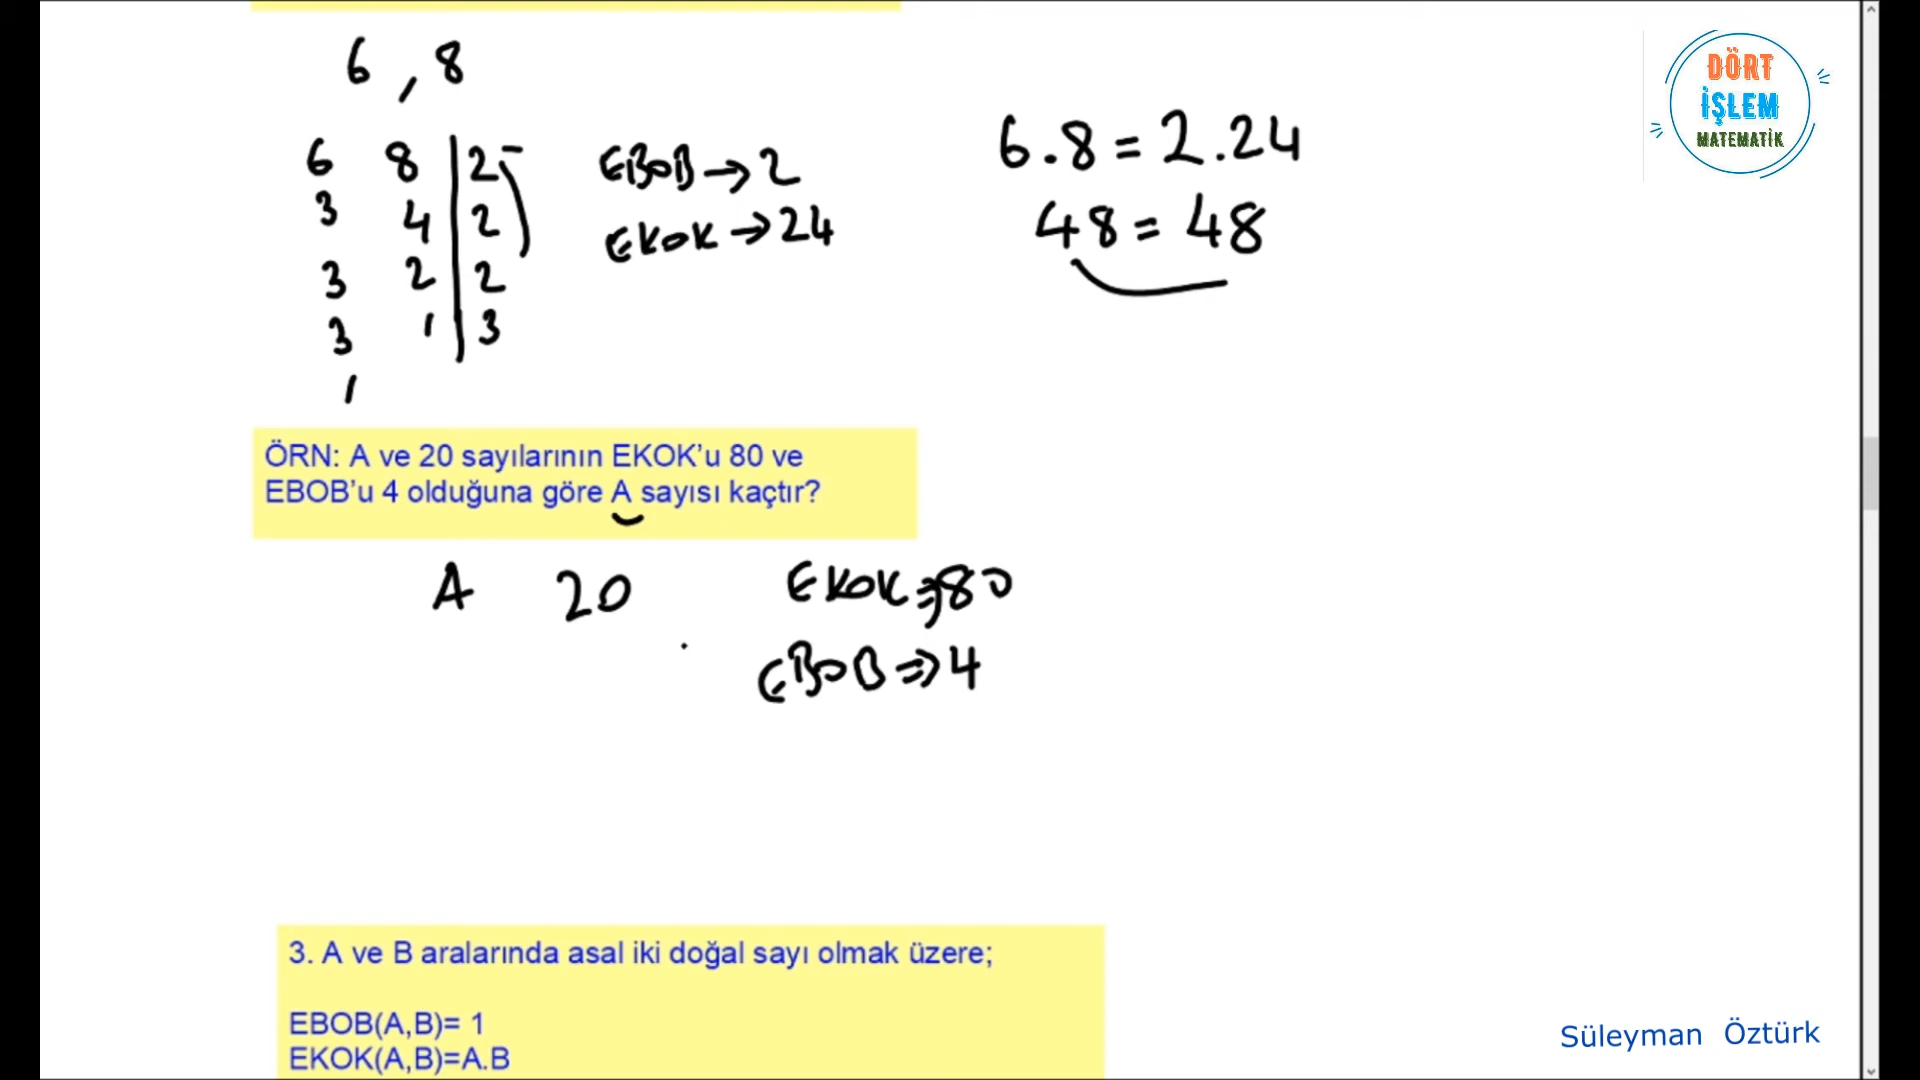 6 , 8
6 8 2
3 4 2
3 2 2
3 1 3
1
EBOB→2
EKOK→24
6.8=2.24
48=48
DÖRT
İŞLEM
MATEMATİK
ÖRN: A ve 20 sayılarının EKOK'u 80 ve
EBOB'u 4 olduğuna göre A sayısı kaçtır?
A 20
EKOK⇒80
EBOB⇒4
3. A ve B aralarında asal iki doğal sayı olmak üzere;
EBOB(A,B)= 1
EKOK(A,B)=A.B
Süleyman Öztürk